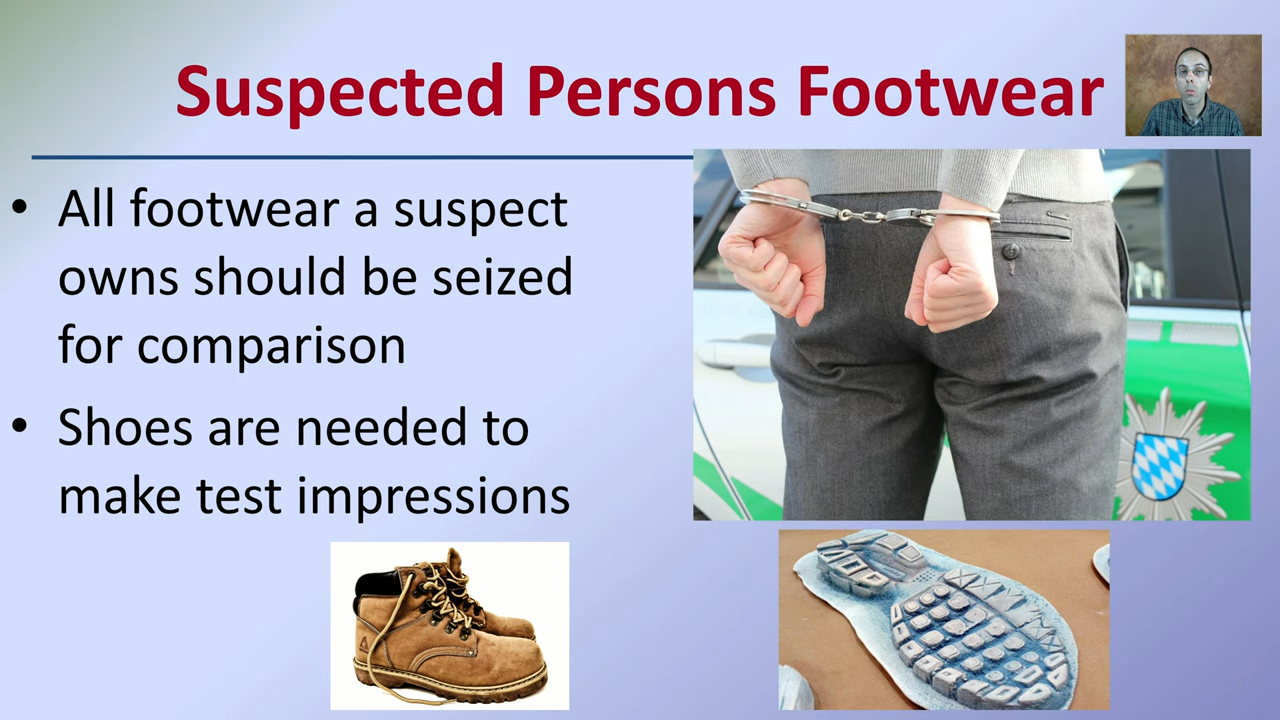 Suspected Persons Footwear
• All footwear a suspect
owns should be seized
for comparison
• Shoes are needed to
make test impressions